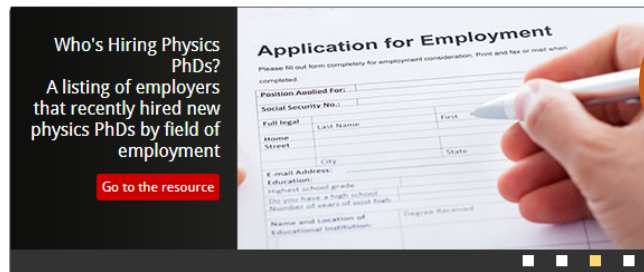 Who's Hiring Physics
PhDs?
A listing of employers
that recently hired new
physics PhDs by field of
employment
Go to the resource
Application for Employment
Please fill out form completely for employment consideration. Print and fax or mail when
completed.
Position Applied For:
Social Security No.:
Full legal
Last Name
First
Home
Street
City
State
E-mail Address:
Education:
Highest school grade
Do you have a high school
Number of years of post high
Name and Location of
Educational Institution:
Degree Received